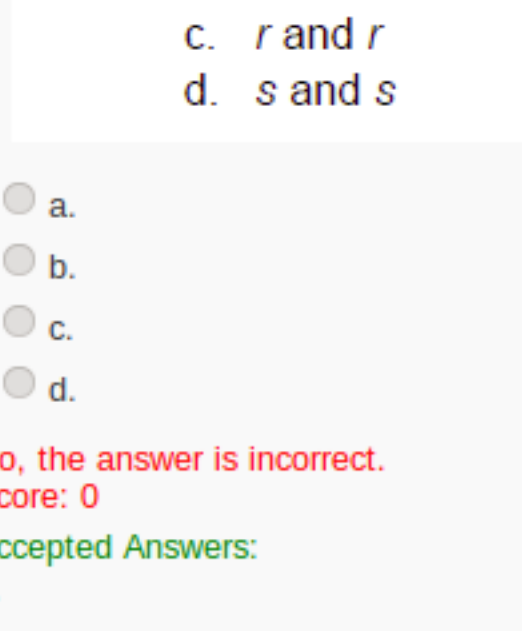 c. r and r
d. s and s
a.
b.
c.
d.
o, the answer is incorrect.
core: 0
ccepted Answers: